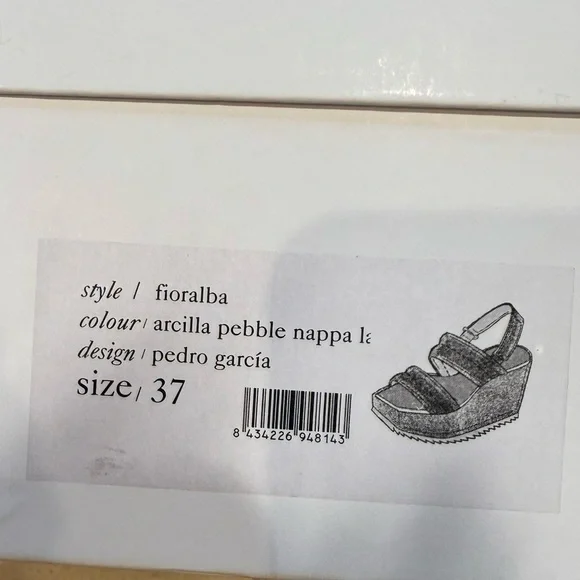 style / fioralba
colour / arcilla pebble nappa la
design / pedro garcía
size / 37
8 434226 948143